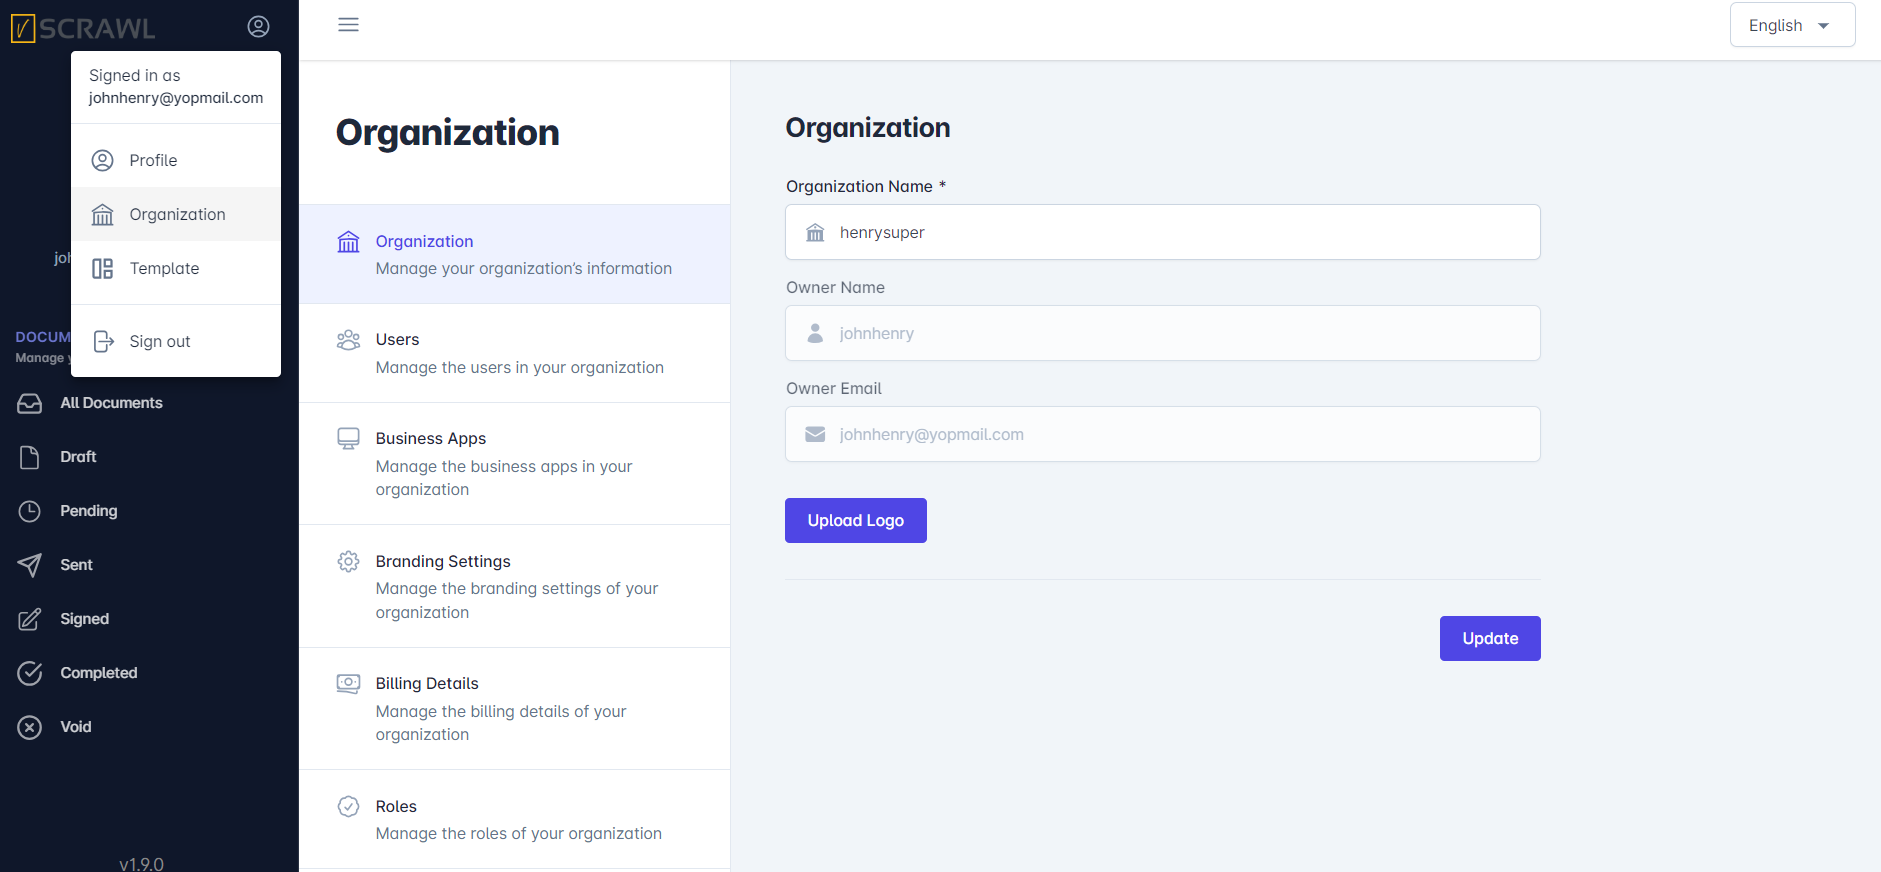 SCRAWL
Signed in as
johnhenry@yopmail.com
Profile
Organization
Template
Sign out
All Documents
Draft
Pending
Sent
Signed
Completed
Void
v1.9.0
English
Organization
Organization
Manage your organization's information
Users
Manage the users in your organization
Business Apps
Manage the business apps in your
organization
Branding Settings
Manage the branding settings of your
organization
Billing Details
Manage the billing details of your
organization
Roles
Manage the roles of your organization
Organization
Organization Name *
henrysuper
Owner Name
johnhenry
Owner Email
johnhenry@yopmail.com
Upload Logo
Update